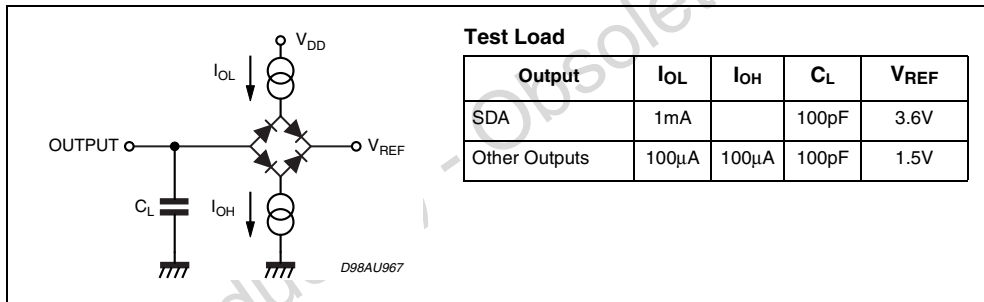 V_DD
I_OL
OUTPUT
V_REF
C_L
I_OH
D98AU967
Test Load
Output I_OL I_OH C_L V_REF
SDA 1mA 100pF 3.6V
Other Outputs 100μA 100μA 100pF 1.5V